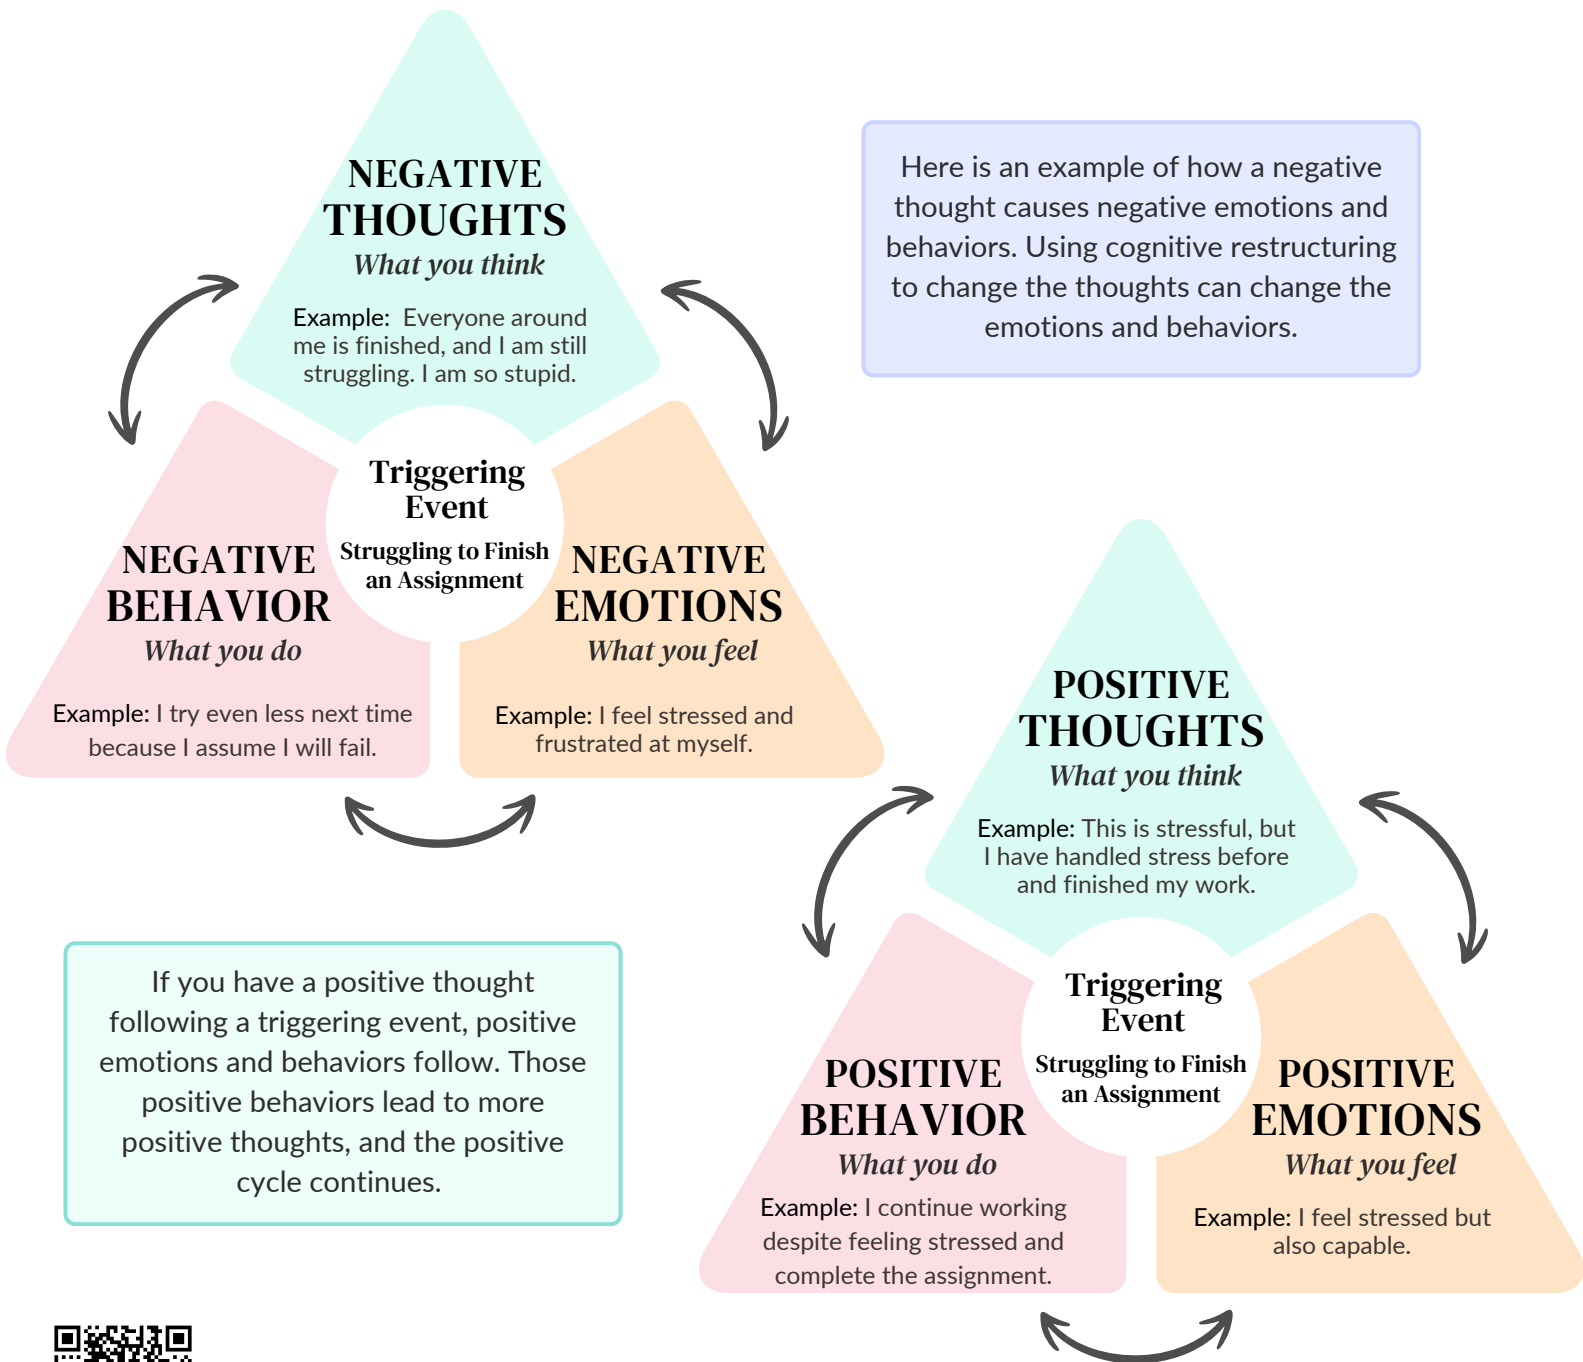 NEGATIVE
THOUGHTS
What you think
Example: Everyone around
me is finished, and I am still
struggling. I am so stupid.
Here is an example of how a negative
thought causes negative emotions and
behaviors. Using cognitive restructuring
to change the thoughts can change the
emotions and behaviors.
Triggering
Event
Struggling to Finish
an Assignment
NEGATIVE
BEHAVIOR
What you do
Example: I try even less next time
because I assume I will fail.
NEGATIVE
EMOTIONS
What you feel
Example: I feel stressed and
frustrated at myself.
POSITIVE
THOUGHTS
What you think
Example: This is stressful, but
I have handled stress before
and finished my work.
If you have a positive thought
following a triggering event, positive
emotions and behaviors follow. Those
positive behaviors lead to more
positive thoughts, and the positive
cycle continues.
Triggering
Event
Struggling to Finish
an Assignment
POSITIVE
BEHAVIOR
What you do
Example: I continue working
despite feeling stressed and
complete the assignment.
POSITIVE
EMOTIONS
What you feel
Example: I feel stressed but
also capable.